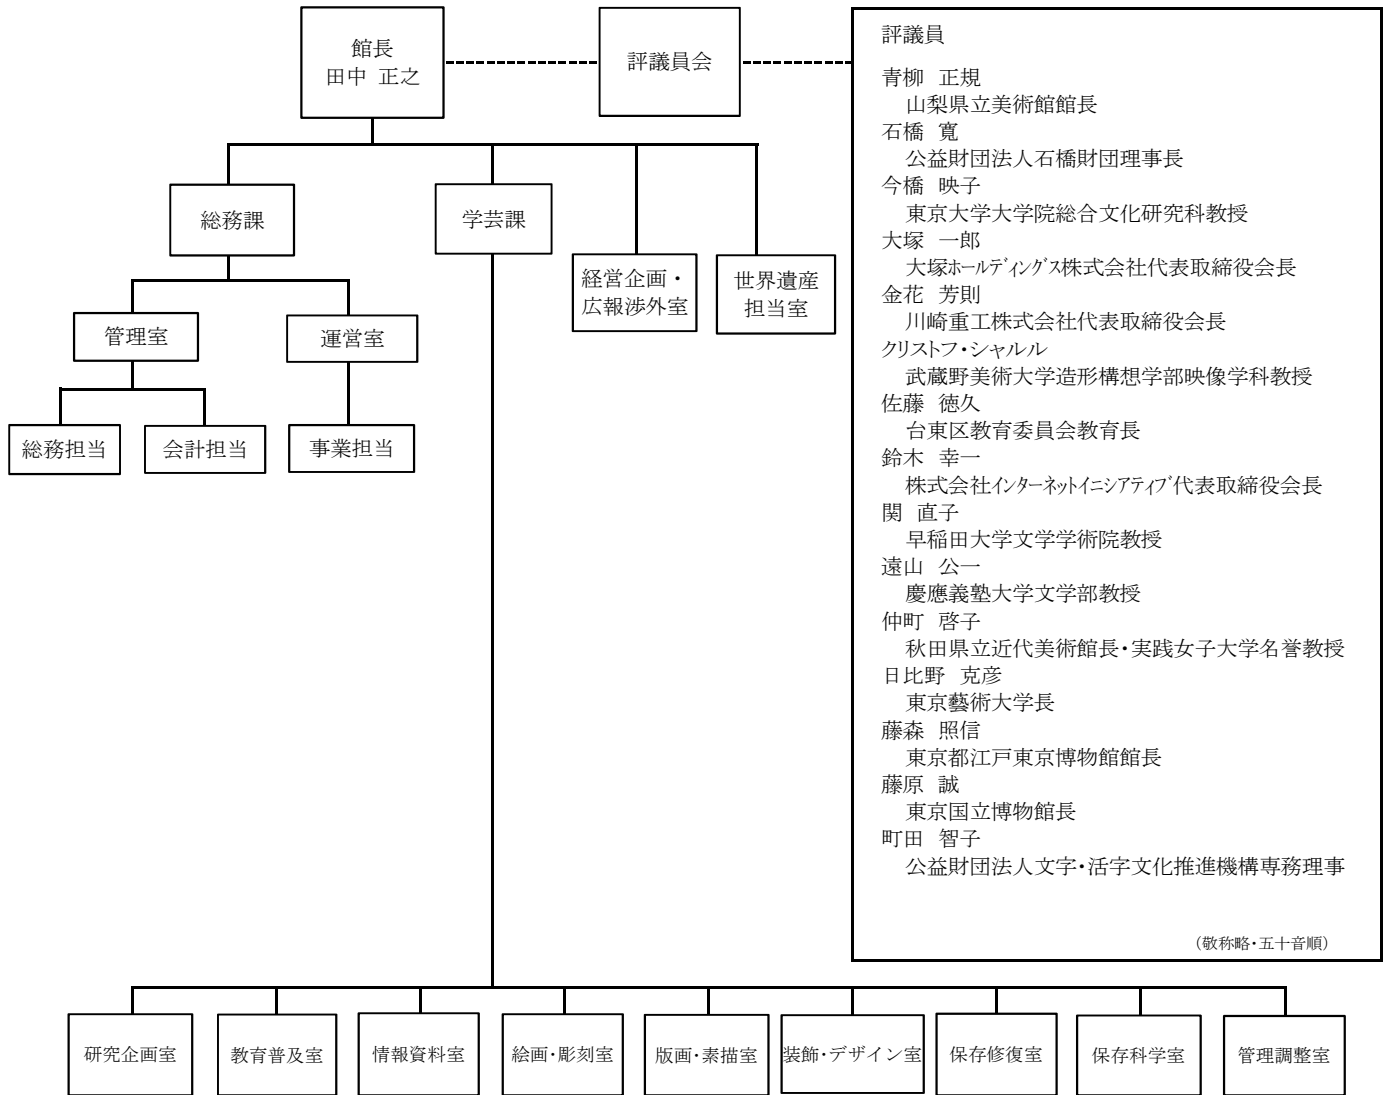 館長
田中 正之
評議員会
総務課
学芸課
経営企画・
広報渉外室
世界遺産
担当室
管理室
運営室
総務担当
会計担当
事業担当
評議員
青柳 正規
山梨県立美術館館長
石橋 寛
公益財団法人石橋財団理事長
今橋 映子
東京大学大学院総合文化研究科教授
大塚 一郎
大塚ホールディングス株式会社代表取締役会長
金花 芳則
川崎重工株式会社代表取締役会長
クリストフ・シャルル
武蔵野美術大学造形構想学部映像学科教授
佐藤 徳久
台東区教育委員会教育長
鈴木 幸一
株式会社インターネットイニシアティブ代表取締役会長
関 直子
早稲田大学文学学術院教授
遠山 公一
慶應義塾大学文学部教授
仲町 啓子
秋田県立近代美術館長・実践女子大学名誉教授
日比野 克彦
東京藝術大学長
藤森 照信
東京都江戸東京博物館館長
藤原 誠
東京国立博物館長
町田 智子
公益財団法人文字・活字文化推進機構専務理事
（敬称略・五十音順）
研究企画室
教育普及室
情報資料室
絵画・彫刻室
版画・素描室
装飾・デザイン室
保存修復室
保存科学室
管理調整室